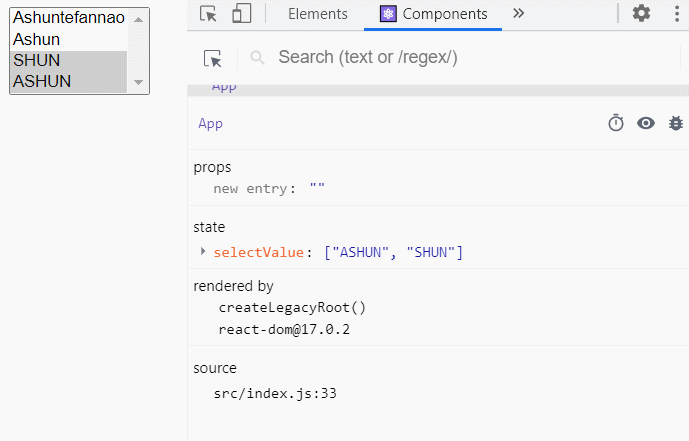 Ashuntefannao
Ashun
SHUN
ASHUN
Elements
Components
Search (text or /regex/)
App
App
props
new entry: ""
state
selectValue: ["ASHUN", "SHUN"]
rendered by
createLegacyRoot()
react-dom@17.0.2
source
src/index.js:33